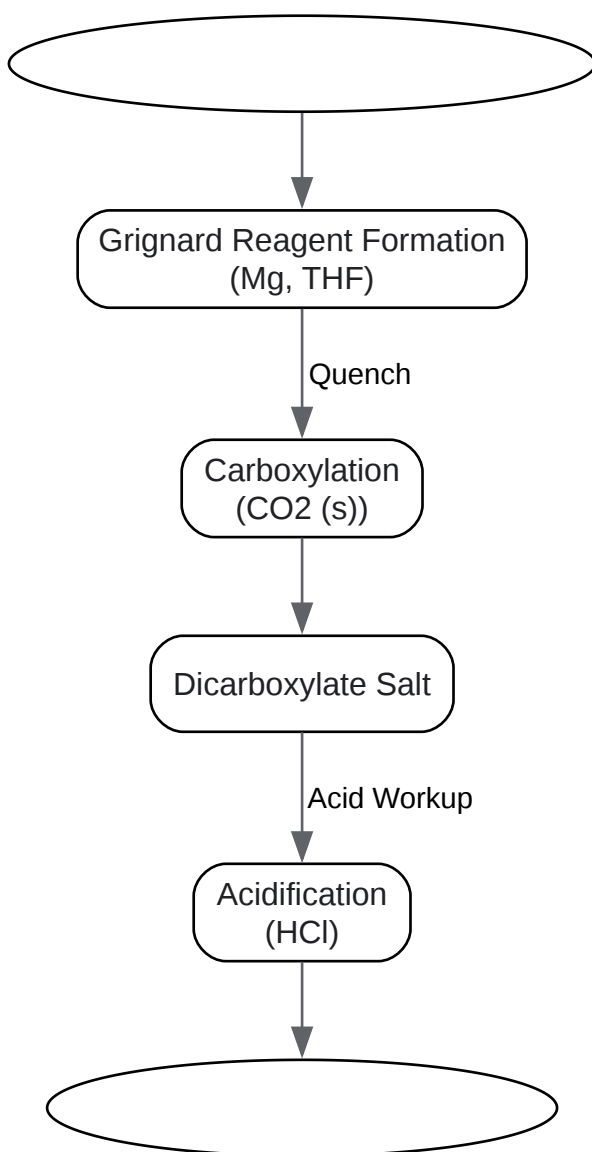 Grignard Reagent Formation
(Mg, THF)
Quench
Carboxylation
(CO2 (s))
Dicarboxylate Salt
Acid Workup
Acidification
(HCl)